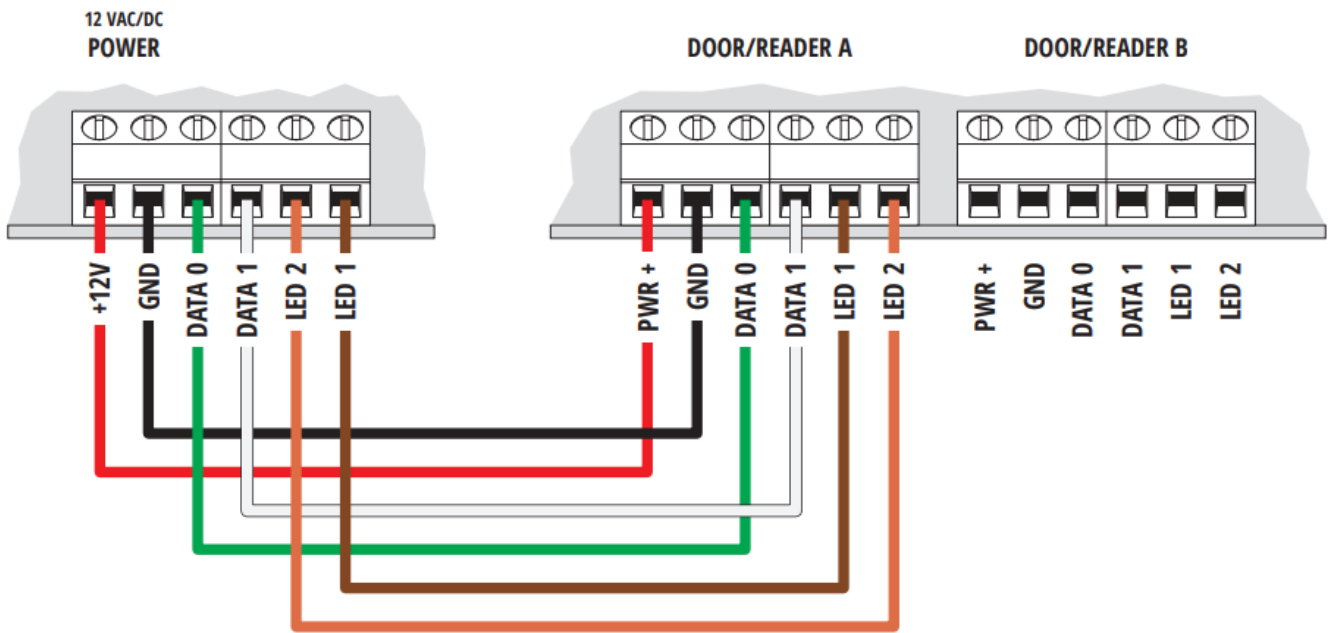 12 VAC/DC
POWER
DOOR/READER A
DOOR/READER B
+12V
GND
DATA 0
DATA 1
LED 2
LED 1
PWR +
GND
DATA 0
DATA 1
LED 1
LED 2
PWR +
GND
DATA 0
DATA 1
LED 1
LED 2